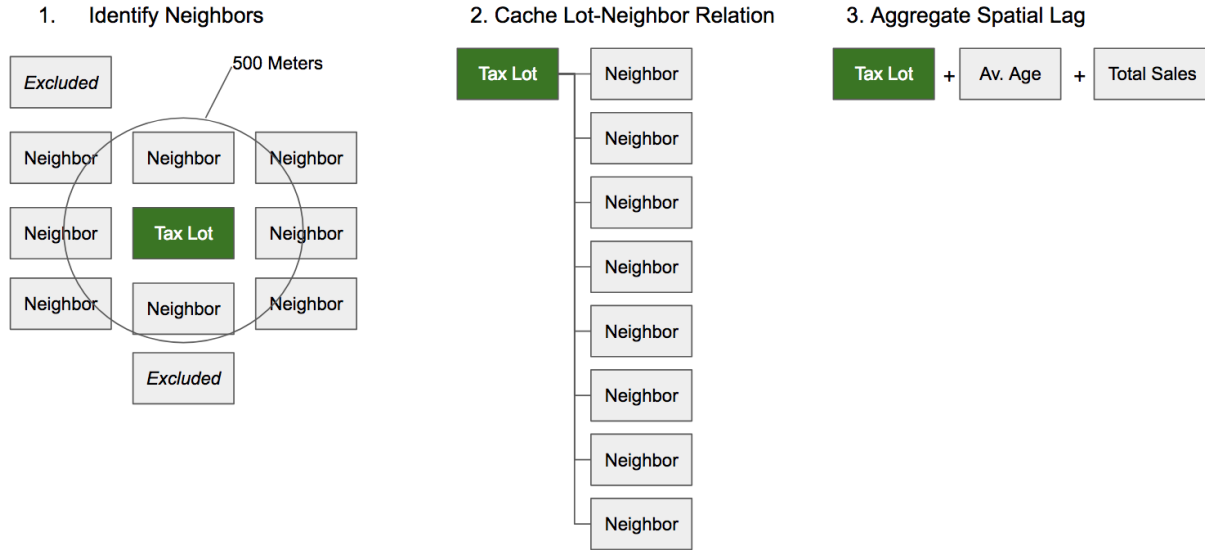 1. Identify Neighbors
500 Meters
Excluded
Neighbor Neighbor Neighbor
Neighbor Tax Lot Neighbor
Neighbor Neighbor Neighbor
Excluded
2. Cache Lot-Neighbor Relation
Tax Lot Neighbor
Neighbor
Neighbor
Neighbor
Neighbor
Neighbor
Neighbor
Neighbor
3. Aggregate Spatial Lag
Tax Lot + Av. Age + Total Sales